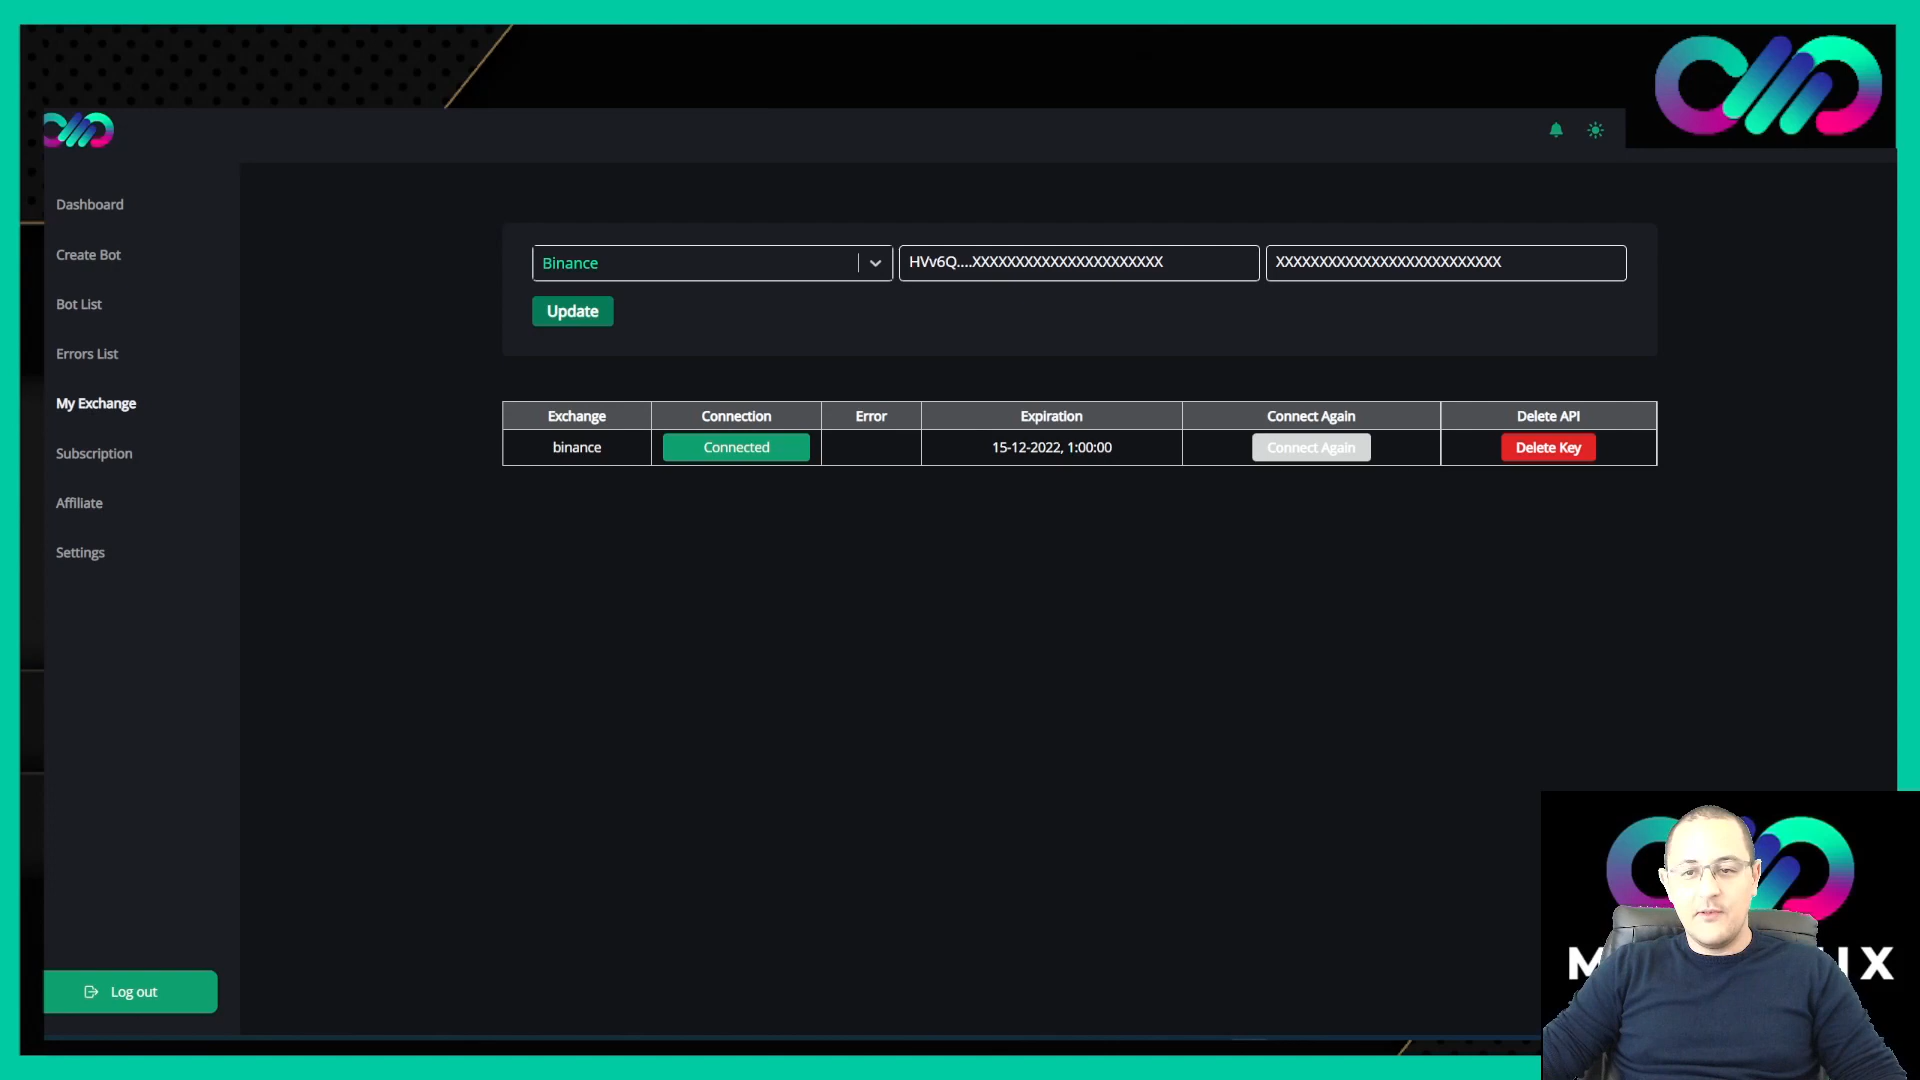 Dashboard
Create Bot
Bot List
Errors List
My Exchange
Subscription
Affiliate
Settings
Log out
Binance
HVv6Q....XXXXXXXXXXXXXXXXXXXXXX
XXXXXXXXXXXXXXXXXXXXXXXXXX
Update
Exchange Connection Error Expiration Connect Again Delete API
binance Connected 15-12-2022, 1:00:00 Connect Again Delete Key